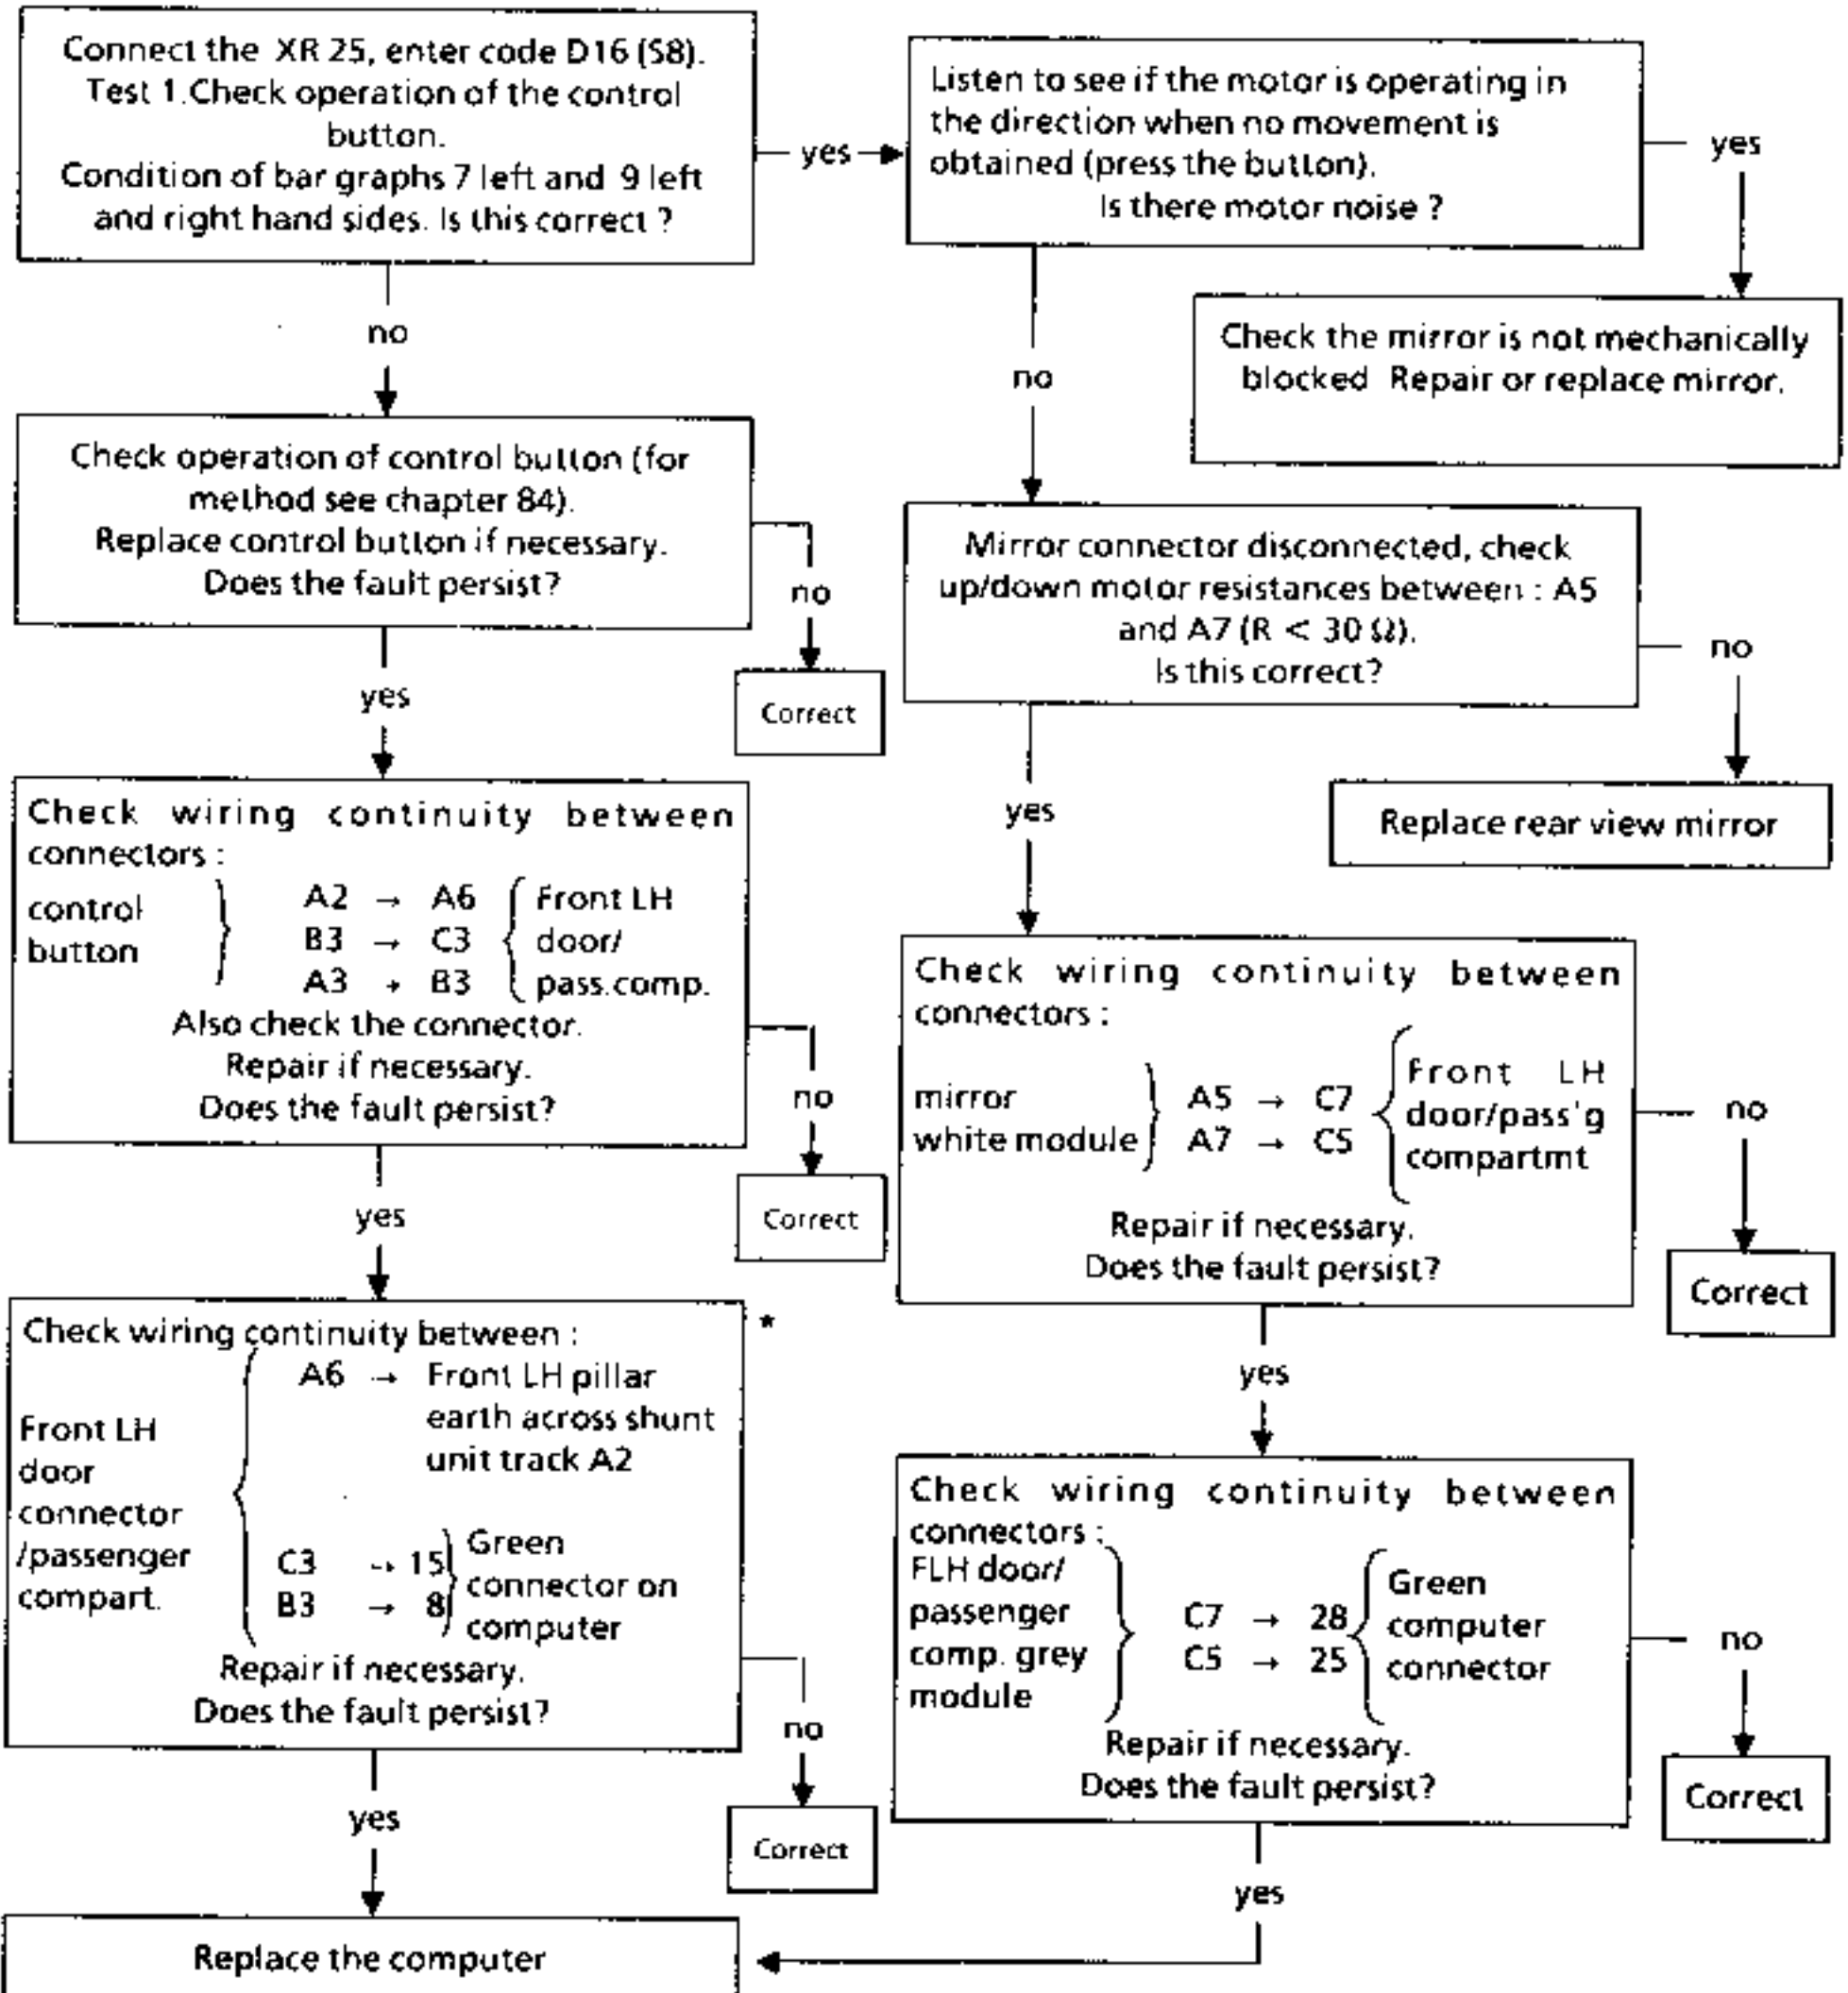 Connect the XR 25, enter code D16 (S8).
Test 1.Check operation of the control
button.
Condition of bar graphs 7 left and 9 left
and right hand sides. Is this correct ?
yes
Listen to see if the motor is operating in
the direction when no movement is
obtained (press the button).
Is there motor noise ?
yes
Check the mirror is not mechanically
blocked Repair or replace mirror.
no
no
Check operation of control button (for
method see chapter 84).
Replace control button if necessary.
Does the fault persist?
no
Correct
yes
Mirror connector disconnected, check
up/down motor resistances between : A5
and A7 (R < 30 Ω).
Is this correct?
no
Replace rear view mirror
yes
Check wiring continuity between
connectors :
control
button
A2 → A6
B3 → C3
A3 → B3
Front LH
door/
pass.comp.
Also check the connector.
Repair if necessary.
Does the fault persist?
no
Correct
yes
Check wiring continuity between
connectors :
mirror
white module
A5 → C7
A7 → C5
Front LH
door/pass'g
compartmt
Repair if necessary.
Does the fault persist?
no
Correct
yes
Check wiring continuity between :
*
Front LH
door
connector
/passenger
compart.
A6 → Front LH pillar
earth across shunt
unit track A2
C3 → 15
B3 → 8
Green
connector on
computer
Repair if necessary.
Does the fault persist?
no
Correct
yes
Check wiring continuity between
connectors :
FLH door/
passenger
comp. grey
module
C7 → 28
C5 → 25
Green
computer
connector
Repair if necessary.
Does the fault persist?
no
Correct
yes
Replace the computer